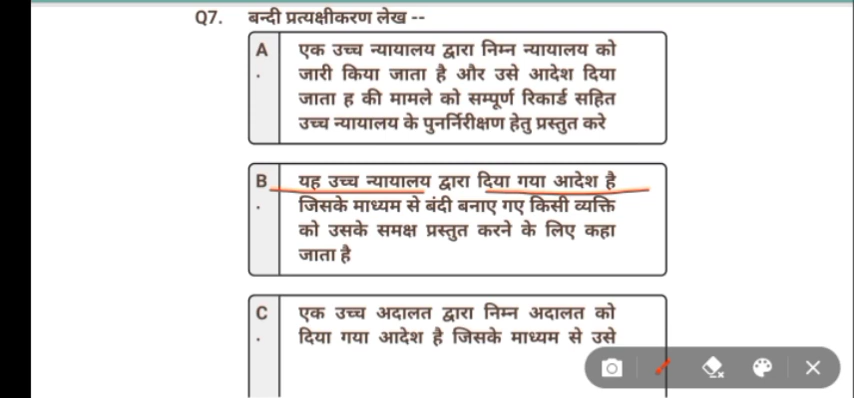 Q7. बन्दी प्रत्यक्षीकरण लेख --
A. एक उच्च न्यायालय द्वारा निम्न न्यायालय को
जारी किया जाता है और उसे आदेश दिया
जाता ह की मामले को सम्पूर्ण रिकार्ड सहित
उच्च न्यायालय के पुनर्निरीक्षण हेतु प्रस्तुत करे
B. यह उच्च न्यायालय द्वारा दिया गया आदेश है
जिसके माध्यम से बंदी बनाए गए किसी व्यक्ति
को उसके समक्ष प्रस्तुत करने के लिए कहा
जाता है
C. एक उच्च अदालत द्वारा निम्न अदालत को
दिया गया आदेश है जिसके माध्यम से उसे